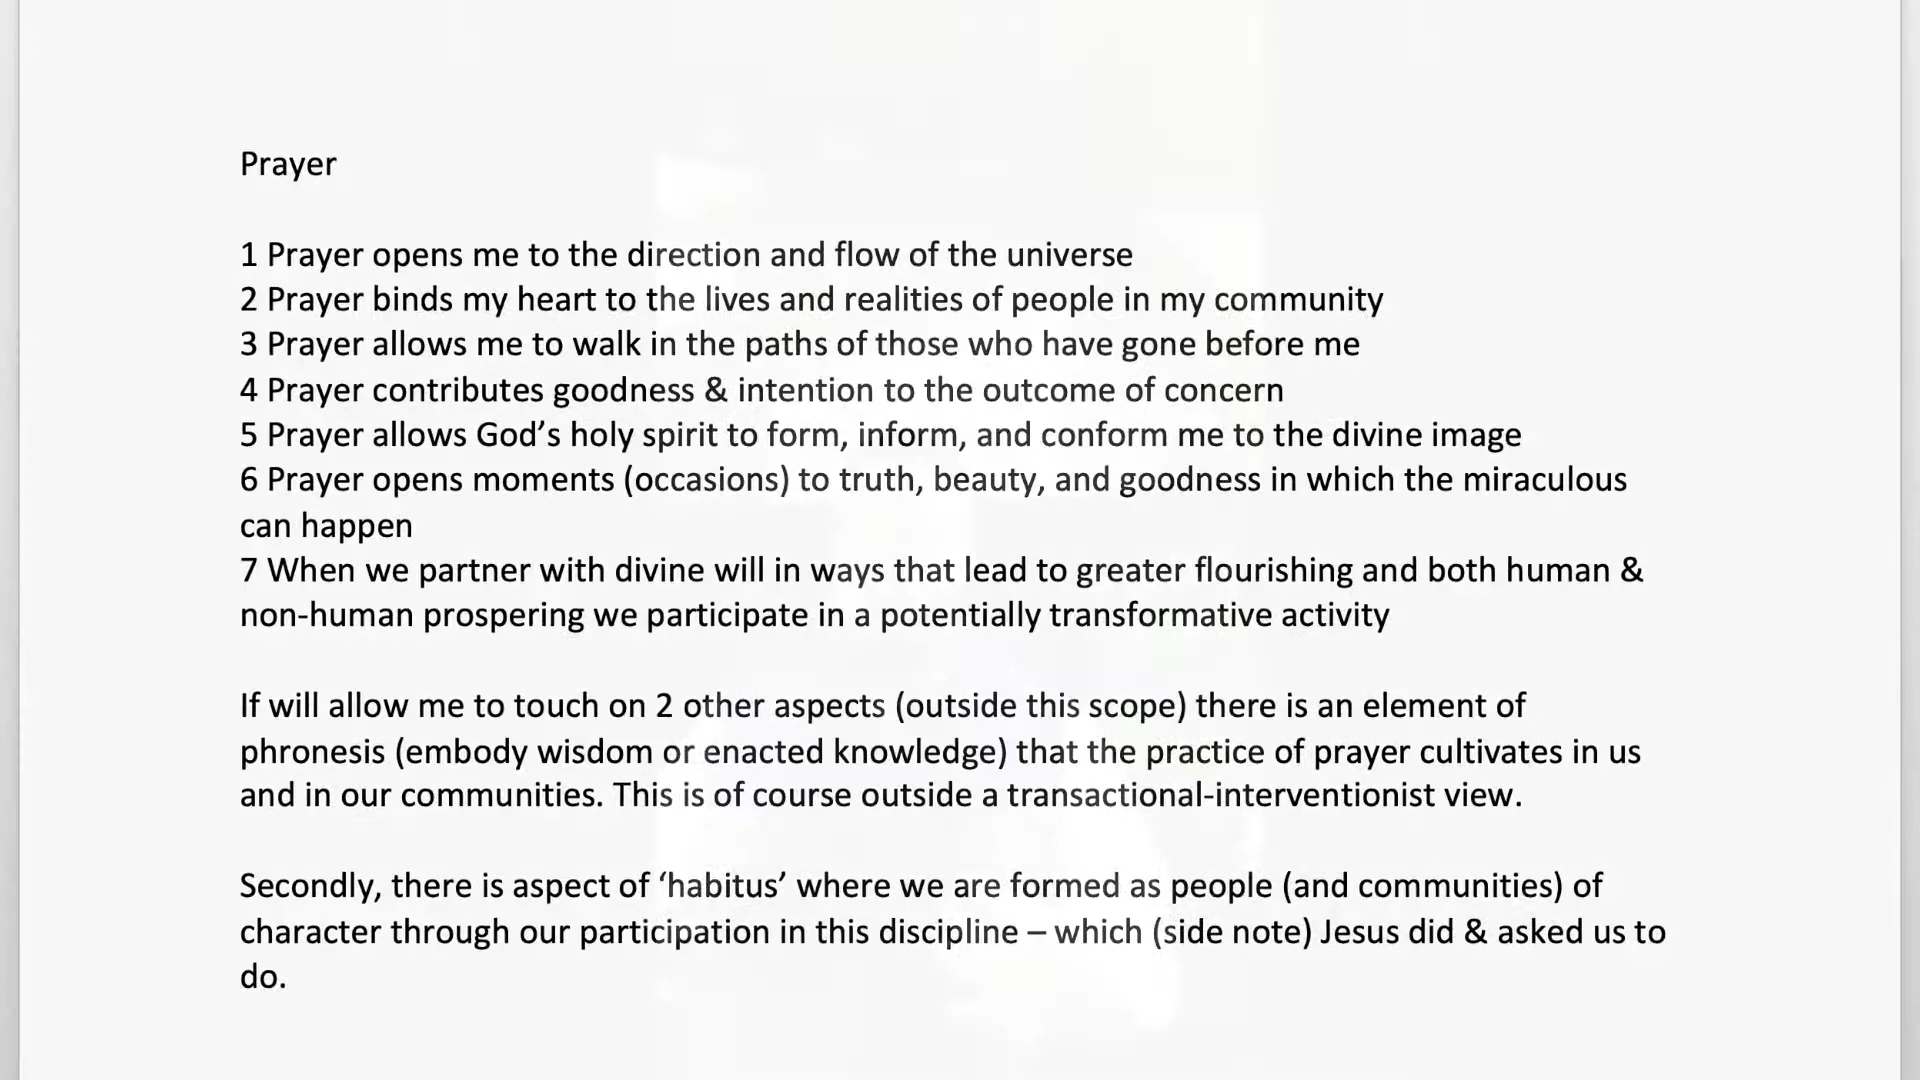 Prayer
1 Prayer opens me to the direction and flow of the universe
2 Prayer binds my heart to the lives and realities of people in my community
3 Prayer allows me to walk in the paths of those who have gone before me
4 Prayer contributes goodness & intention to the outcome of concern
5 Prayer allows God’s holy spirit to form, inform, and conform me to the divine image
6 Prayer opens moments (occasions) to truth, beauty, and goodness in which the miraculous
can happen
7 When we partner with divine will in ways that lead to greater flourishing and both human &
non-human prospering we participate in a potentially transformative activity
If will allow me to touch on 2 other aspects (outside this scope) there is an element of
phronesis (embody wisdom or enacted knowledge) that the practice of prayer cultivates in us
and in our communities. This is of course outside a transactional-interventionist view.
Secondly, there is aspect of ‘habitus’ where we are formed as people (and communities) of
character through our participation in this discipline – which (side note) Jesus did & asked us to
do.